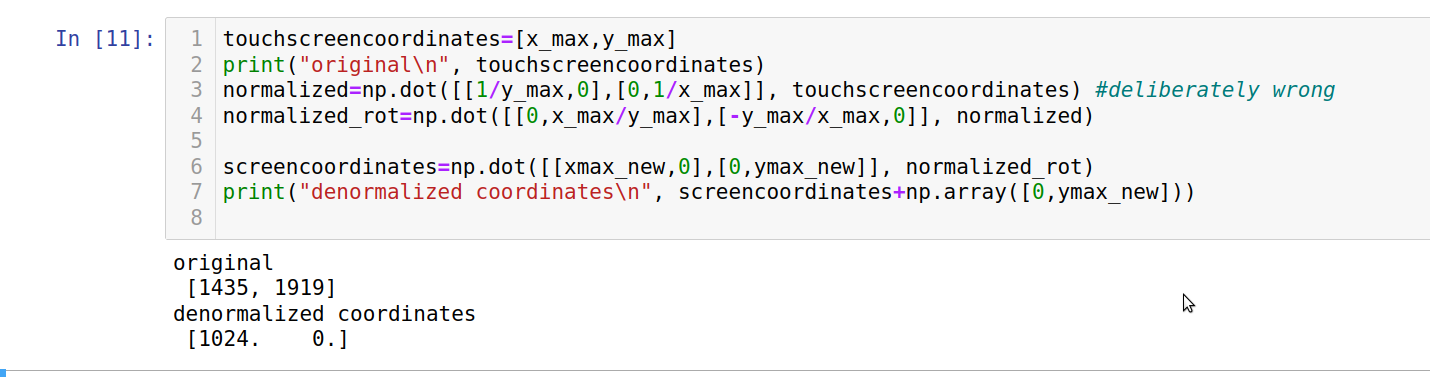 In [11]:
1 touchscreencoordinates=[x_max,y_max]
2 print("original\n", touchscreencoordinates)
3 normalized=np.dot([[1/y_max,0],[0,1/x_max]], touchscreencoordinates) #deliberately wrong
4 normalized_rot=np.dot([[0,x_max/y_max],[-y_max/x_max,0]], normalized)
5
6 screencoordinates=np.dot([[xmax_new,0],[0,ymax_new]], normalized_rot)
7 print("denormalized coordinates\n", screencoordinates+np.array([0,ymax_new]))
8
original
 [1435, 1919]
denormalized coordinates
 [1024.    0.]